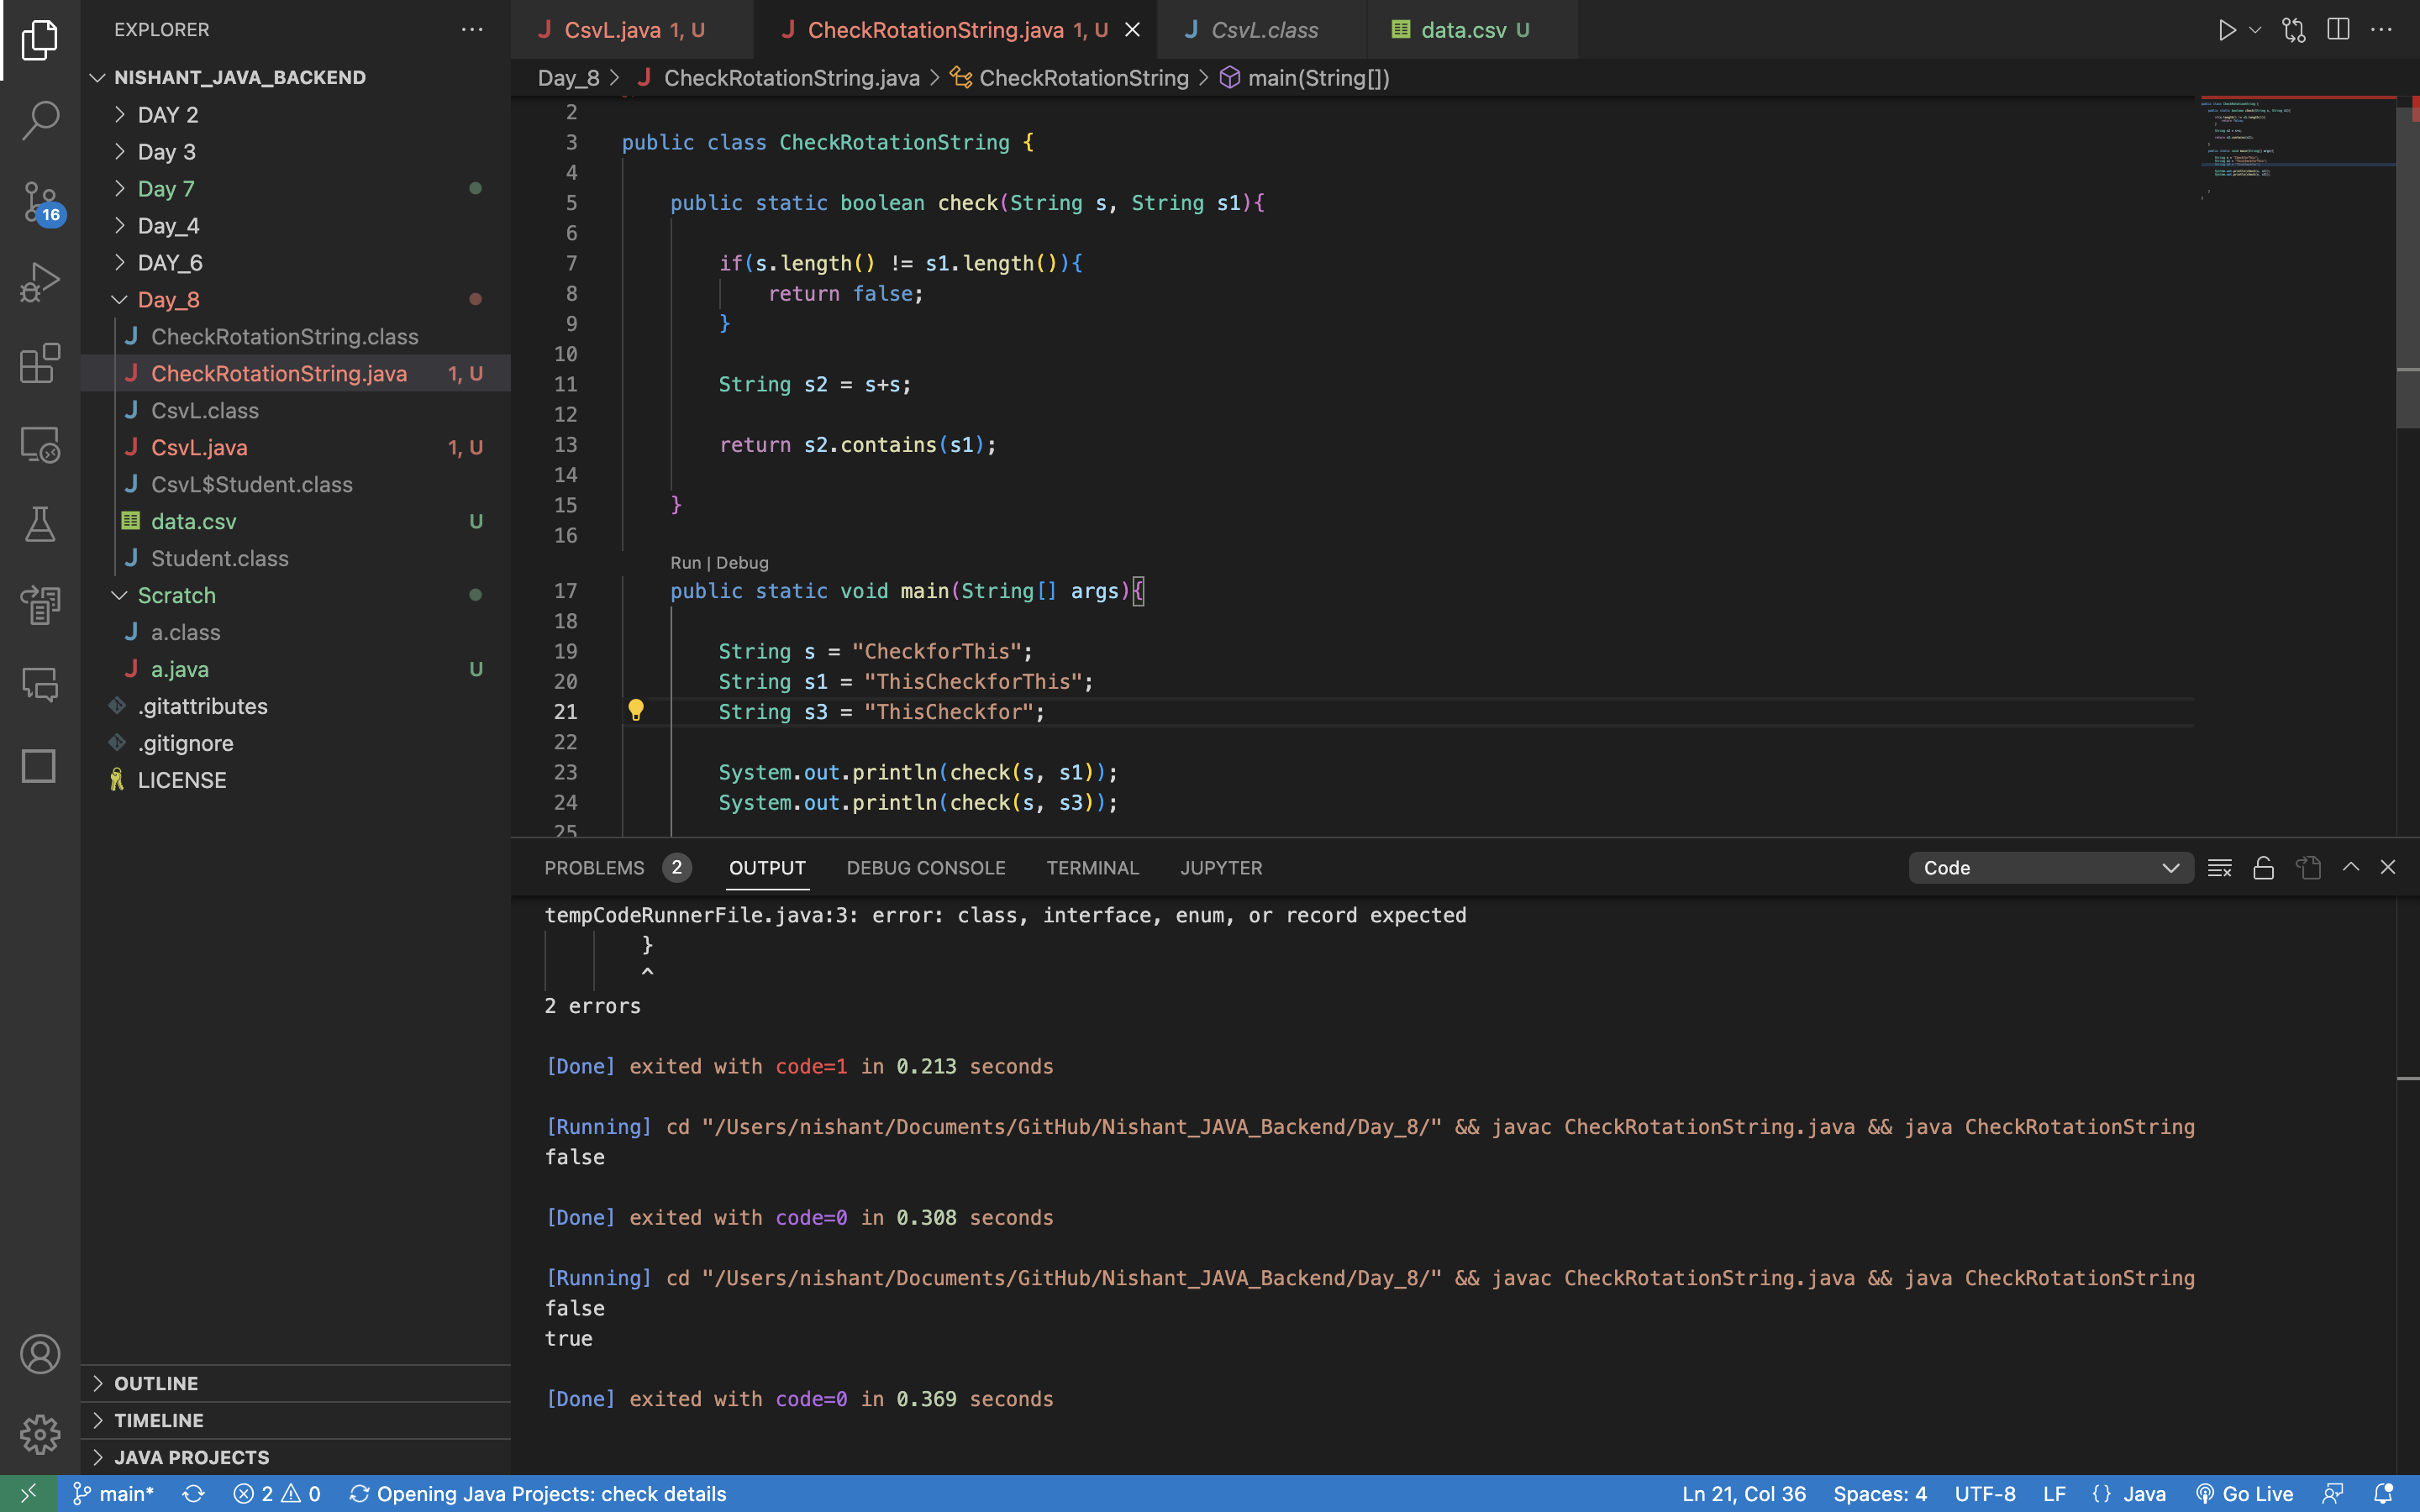 EXPLORER
NISHANT_JAVA_BACKEND
DAY 2
Day 3
Day 7
Day_4
DAY_6
Day_8
CheckRotationString.class
CheckRotationString.java 1, U
CsvL.class
CsvL.java 1, U
CsvL$Student.class
data.csv U
Student.class
Scratch
a.class
a.java U
.gitattributes
.gitignore
LICENSE
OUTLINE
TIMELINE
JAVA PROJECTS
16
CsvL.java 1, U CheckRotationString.java 1, U CsvL.class data.csv U
Day_8 > CheckRotationString.java > CheckRotationString > main(String[])
2
3 public class CheckRotationString {
4
5 public static boolean check(String s, String s1){
6
7 if(s.length() != s1.length()){
8 return false;
9 }
10
11 String s2 = s+s;
12
13 return s2.contains(s1);
14
15 }
16
Run | Debug
17 public static void main(String[] args){
18
19 String s = "CheckforThis";
20 String s1 = "ThisCheckforThis";
21 String s3 = "ThisCheckfor";
22
23 System.out.println(check(s, s1));
24 System.out.println(check(s, s3));
25
PROBLEMS 2 OUTPUT DEBUG CONSOLE TERMINAL JUPYTER Code
tempCodeRunnerFile.java:3: error: class, interface, enum, or record expected
}
^
2 errors
[Done] exited with code=1 in 0.213 seconds
[Running] cd "/Users/nishant/Documents/GitHub/Nishant_JAVA_Backend/Day_8/" && javac CheckRotationString.java && java CheckRotationString
false
[Done] exited with code=0 in 0.308 seconds
[Running] cd "/Users/nishant/Documents/GitHub/Nishant_JAVA_Backend/Day_8/" && javac CheckRotationString.java && java CheckRotationString
false
true
[Done] exited with code=0 in 0.369 seconds
main* 2 0 Opening Java Projects: check details Ln 21, Col 36 Spaces: 4 UTF-8 LF {} Java Go Live